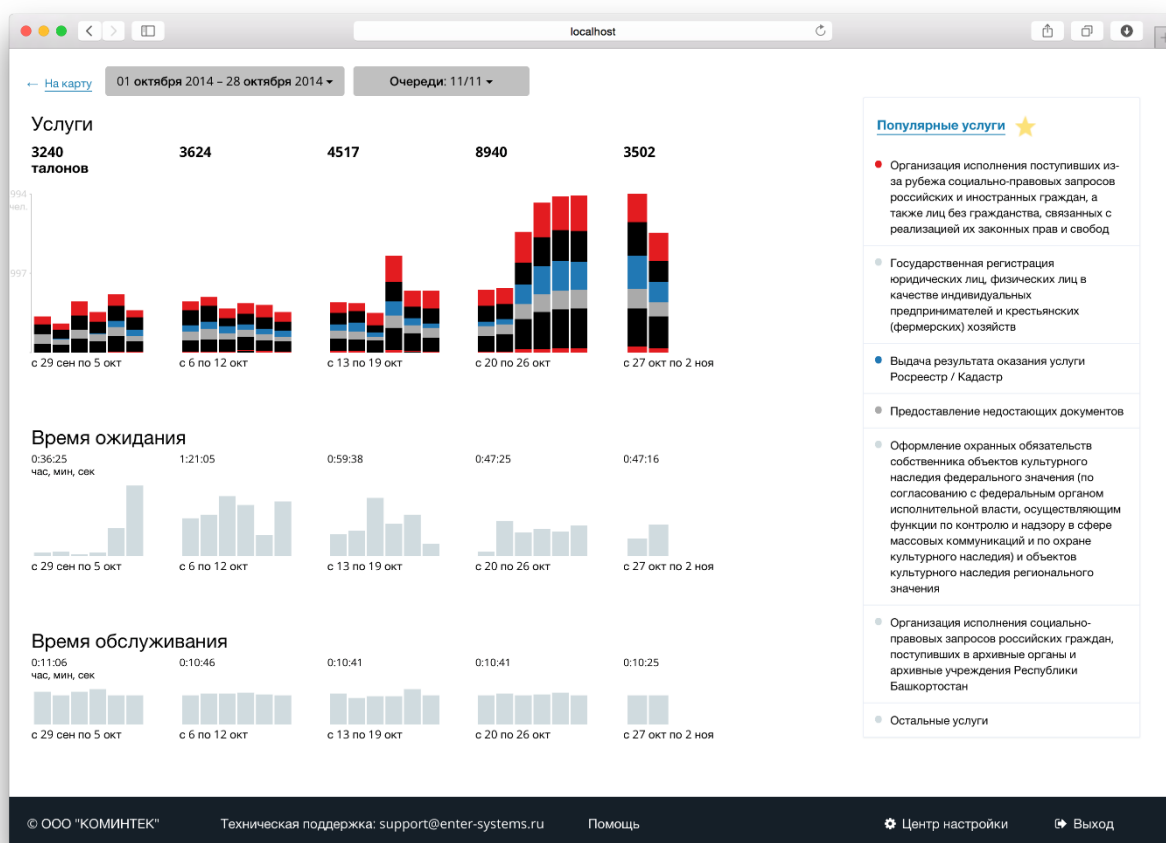 localhost
← На карту
01 октября 2014 – 28 октября 2014
Очереди: 11/11
Услуги
3240
талонов
3624
4517
8940
3502
994
чел.
997
с 29 сен по 5 окт
с 6 по 12 окт
с 13 по 19 окт
с 20 по 26 окт
с 27 окт по 2 ноя
Время ожидания
0:36:25
час, мин, сек
1:21:05
0:59:38
0:47:25
0:47:16
с 29 сен по 5 окт
с 6 по 12 окт
с 13 по 19 окт
с 20 по 26 окт
с 27 окт по 2 ноя
Время обслуживания
0:11:06
час, мин, сек
0:10:46
0:10:41
0:10:41
0:10:25
с 29 сен по 5 окт
с 6 по 12 окт
с 13 по 19 окт
с 20 по 26 окт
с 27 окт по 2 ноя
Популярные услуги
Организация исполнения поступивших из-
за рубежа социально-правовых запросов
российских и иностранных граждан, а
также лиц без гражданства, связанных с
реализацией их законных прав и свобод
Государственная регистрация
юридических лиц, физических лиц в
качестве индивидуальных
предпринимателей и крестьянских
(фермерских) хозяйств
Выдача результата оказания услуги
Росреестр / Кадастр
Предоставление недостающих документов
Оформление охранных обязательств
собственника объектов культурного
наследия федерального значения (по
согласованию с федеральным органом
исполнительной власти, осуществляющим
функции по контролю и надзору в сфере
массовых коммуникаций и по охране
культурного наследия) и объектов
культурного наследия регионального
значения
Организация исполнения социально-
правовых запросов российских граждан,
поступивших в архивные органы и
архивные учреждения Республики
Башкортостан
Остальные услуги
© ООО "КОМИНТЕК"
Техническая поддержка: support@enter-systems.ru
Помощь
Центр настройки
Выход